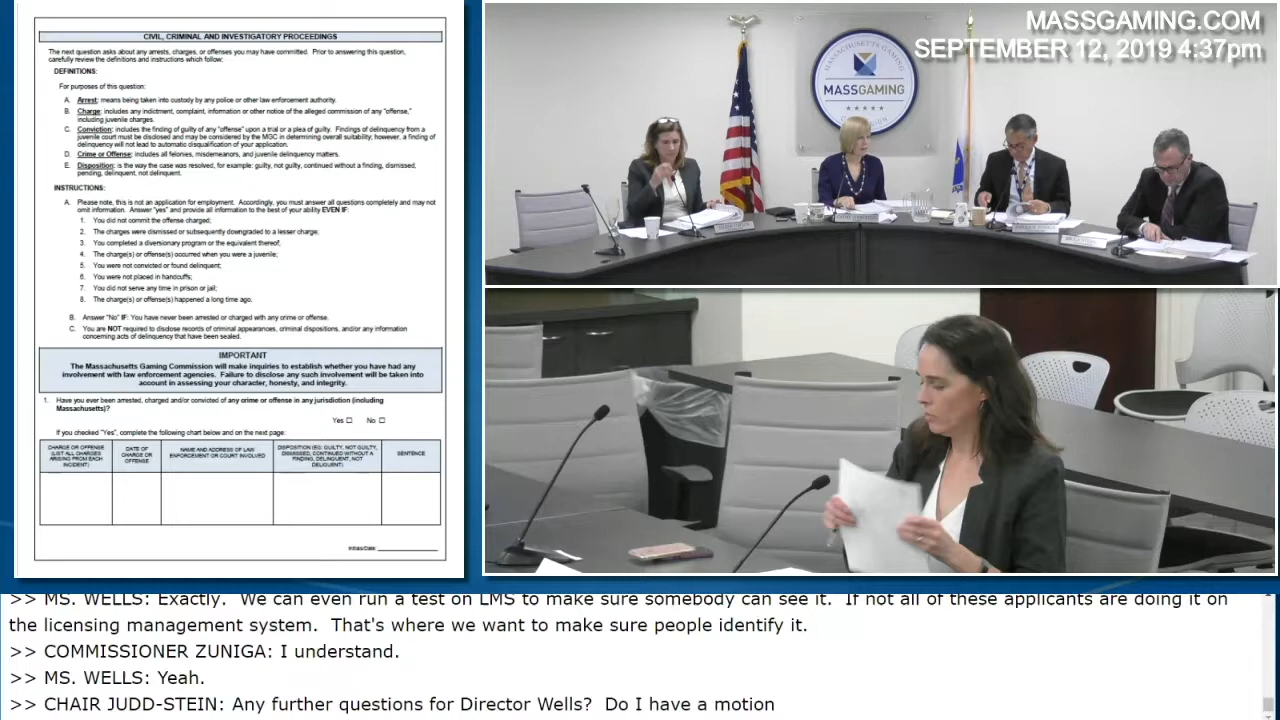 CIVIL, CRIMINAL AND INVESTIGATORY PROCEEDINGS
The next question asks about any arrests, charges, or offenses you may have committed. Prior to answering this question,
carefully review the definitions and instructions which follow:
DEFINITIONS:
For purposes of this question:
A. Arrest: means being taken into custody by any police or other law enforcement authority.
B. Charge: includes any indictment, complaint, information or other notice of the alleged commission of any "offense,"
including juvenile charges.
C. Conviction: includes the finding of guilty of any "offense" upon a trial or a plea of guilty. Findings of delinquency from a
juvenile court must be disclosed and may be considered by the MGC in determining overall suitability; however, a finding of
delinquency will not lead to automatic disqualification of your application.
D. Crime or Offense: includes all felonies, misdemeanors, and juvenile delinquency matters.
E. Disposition: is the way the case was resolved, for example: guilty, not guilty, continued without a finding, dismissed,
pending, delinquent, not delinquent.
INSTRUCTIONS:
A. Please note, this is not an application for employment. Accordingly, you must answer all questions completely and may not
omit information. Answer "yes" and provide all information to the best of your ability EVEN IF:
1. You did not commit the offense charged;
2. The charges were dismissed or subsequently downgraded to a lesser charge;
3. You completed a diversionary program or the equivalent thereof;
4. The charge(s) or offense(s) occurred when you were a juvenile;
5. You were not convicted or found delinquent;
6. You were not placed in handcuffs;
7. You did not serve any time in prison or jail;
8. The charge(s) or offense(s) happened a long time ago.
B. Answer "No" IF: You have never been arrested or charged with any crime or offense.
C. You are NOT required to disclose records of criminal appearances, criminal dispositions, and/or any information
concerning acts of delinquency that have been sealed.
IMPORTANT
The Massachusetts Gaming Commission will make inquiries to establish whether you have had any
involvement with law enforcement agencies. Failure to disclose any such involvement will be taken into
account in assessing your character, honesty, and integrity.
1. Have you ever been arrested, charged and/or convicted of any crime or offense in any jurisdiction (including
Massachusetts)?
Yes ☐ No ☐
If you checked "Yes", complete the following chart below and on the next page:
CHARGE OR OFFENSE
(LIST ALL CHARGES
ARISING FROM EACH
INCIDENT)
DATE OF
CHARGE OR
OFFENSE
NAME AND ADDRESS OF LAW
ENFORCEMENT OR COURT INVOLVED
DISPOSITION (EG: GUILTY, NOT GUILTY,
DISMISSED, CONTINUED WITHOUT A
FINDING, DELINQUENT, NOT
DELIQUENT)
SENTENCE
Initials/Date:
MASSGAMING.COM
SEPTEMBER 12, 2019 4:37pm
MASSACHUSETTS GAMING
MASSGAMING
>> MS. WELLS: Exactly. We can even run a test on LMS to make sure somebody can see it. If not all of these applicants are doing it on
the licensing management system. That's where we want to make sure people identify it.
>> COMMISSIONER ZUNIGA: I understand.
>> MS. WELLS: Yeah.
>> CHAIR JUDD-STEIN: Any further questions for Director Wells? Do I have a motion